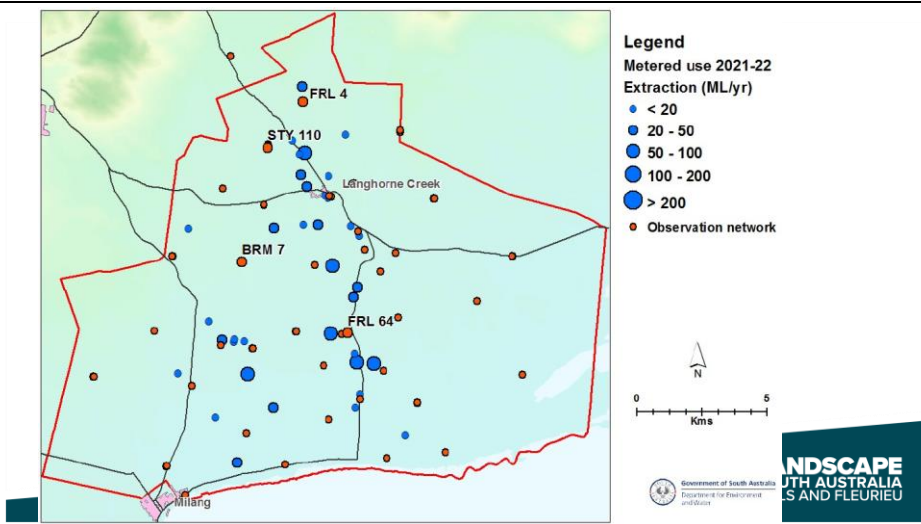 FRL 4
STY 110
Langhorne Creek
BRM 7
FRL 64
Milang
Legend
Metered use 2021-22
Extraction (ML/yr)
< 20
20 - 50
50 - 100
100 - 200
> 200
Observation network
N
0 5
Kms
Government of South Australia
Department for Environment
and Water
ANDSCAPE
UTH AUSTRALIA
LS AND FLEURIEU